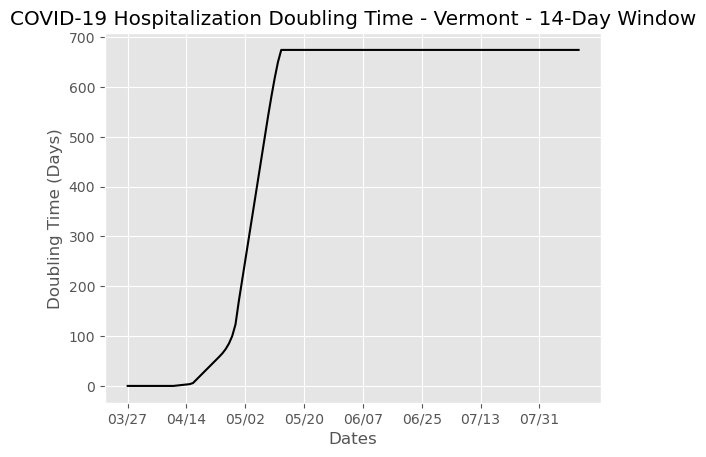 COVID-19 Hospitalization Doubling Time - Vermont - 14-Day Window
700
600
500
400
300
200
100
0
Doubling Time (Days)
03/27 04/14 05/02 05/20 06/07 06/25 07/13 07/31
Dates